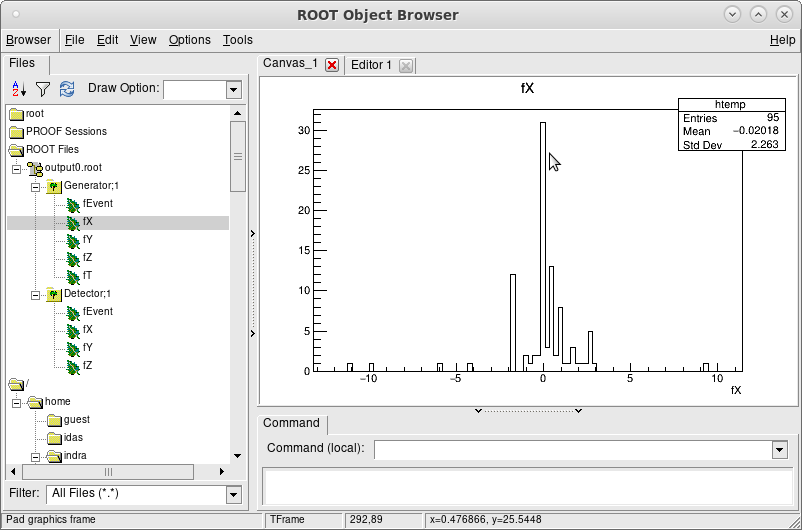 ROOT Object Browser
Browser File Edit View Options Tools Help
Files
Canvas_1 Editor 1
Draw Option:
root
PROOF Sessions
ROOT Files
output0.root
Generator;1
fEvent
fX
fY
fZ
fT
Detector;1
fEvent
fX
fY
fZ
/
home
guest
idas
indra
Filter: All Files (*.*)
fX
htemp
Entries 95
Mean −0.02018
Std Dev 2.263
30
25
20
15
10
5
0
−10 −5 0 5 10
fX
Command
Command (local):
Pad graphics frame TFrame 292,89 x=0.476866, y=25.5448